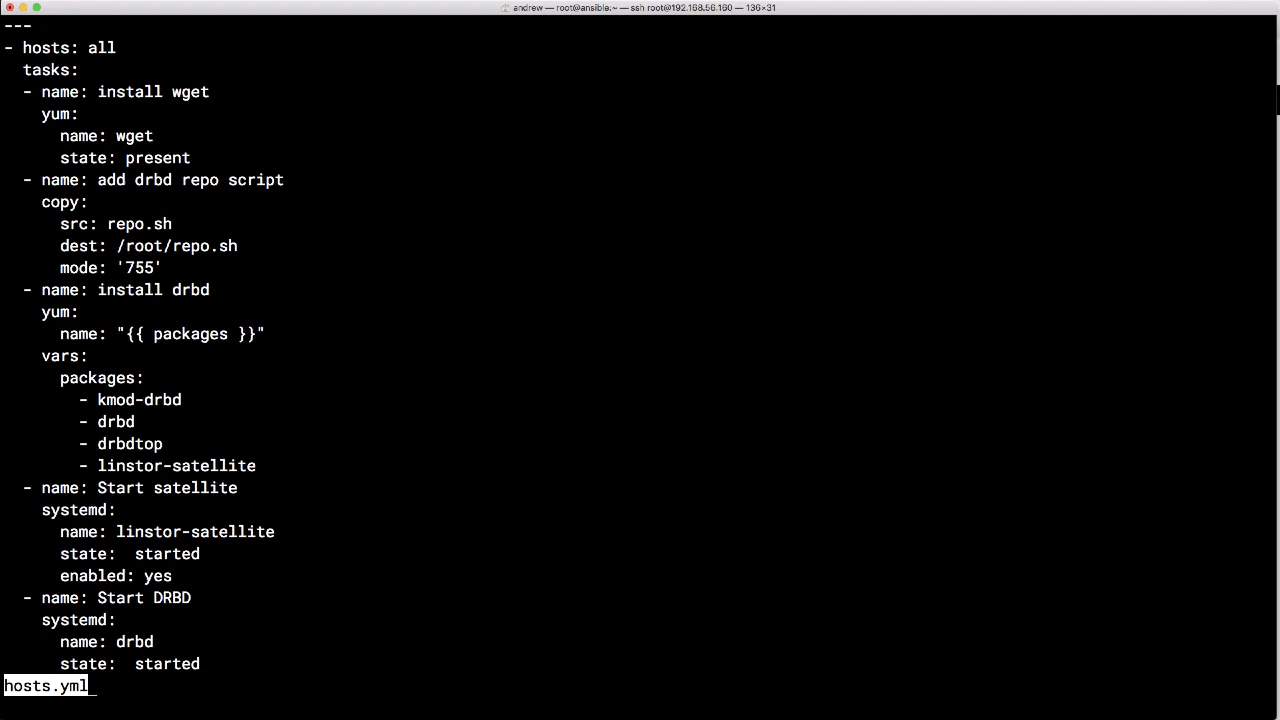 andrew — root@ansible:~ — ssh root@192.168.56.160 — 136×31
---
- hosts: all
  tasks:
  - name: install wget
    yum:
      name: wget
      state: present
  - name: add drbd repo script
    copy:
      src: repo.sh
      dest: /root/repo.sh
      mode: '755'
  - name: install drbd
    yum:
      name: "{{ packages }}"
    vars:
      packages:
        - kmod-drbd
        - drbd
        - drbdtop
        - linstor-satellite
  - name: Start satellite
    systemd:
      name: linstor-satellite
      state:  started
      enabled: yes
  - name: Start DRBD
    systemd:
      name: drbd
      state:  started
hosts.yml